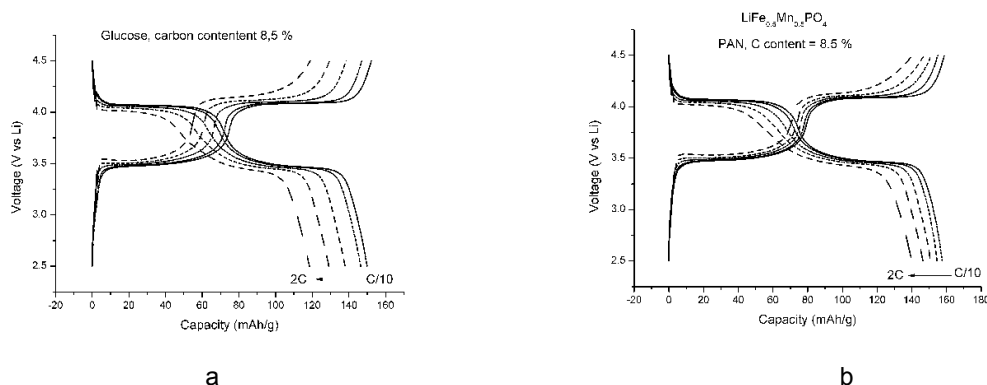 Glucose, carbon contentent 8,5 %
4.5
4.0
3.5
3.0
2.5
Voltage (V vs Li)
2C
C/10
-20 0 20 40 60 80 100 120 140 160
Capacity (mAh/g)
a
LiFe0.5Mn0.5PO4
PAN, C content = 8.5 %
4.5
4.0
3.5
3.0
2.5
Voltage (V vs Li)
2C
C/10
-20 0 20 40 60 80 100 120 140 160 180
Capacity (mAh/g)
b